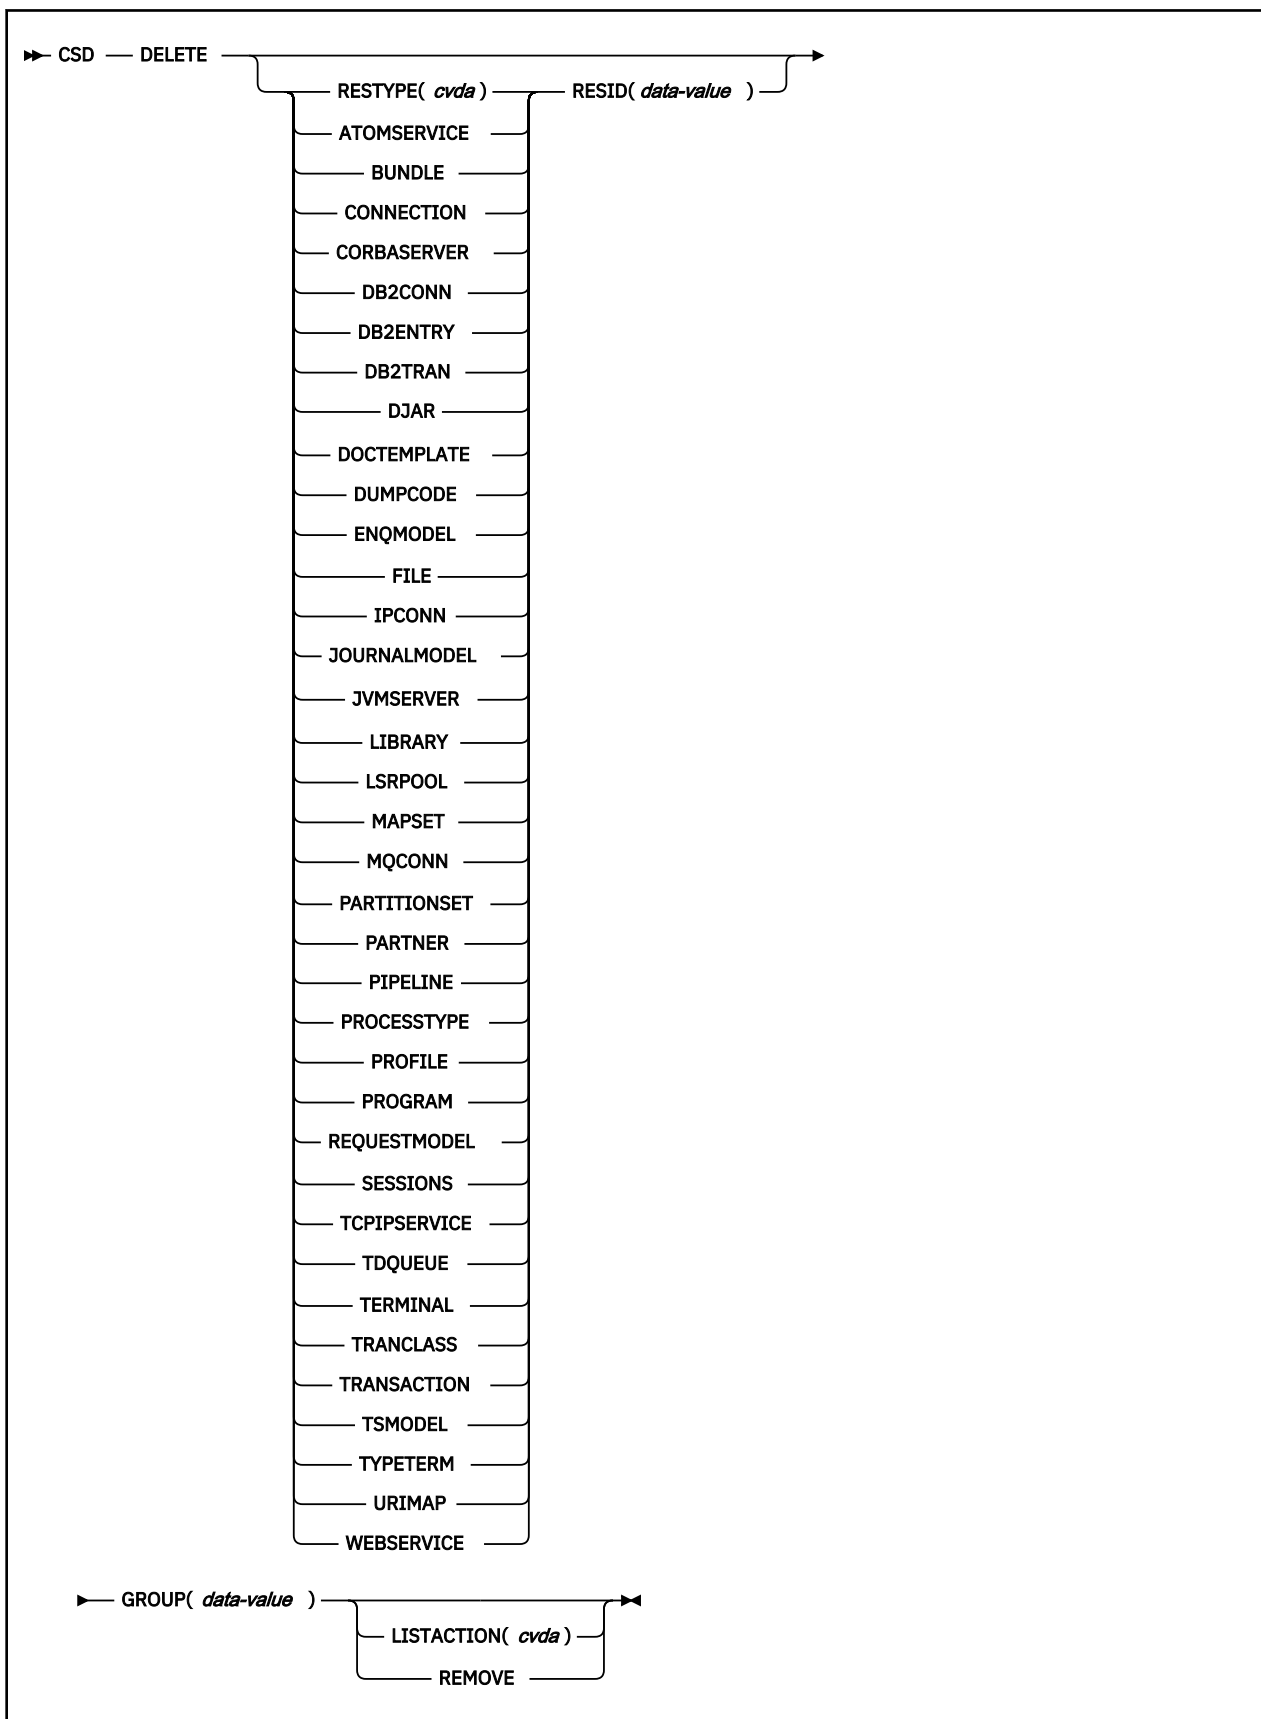 CSD DELETE
RESTYPE( cvda ) RESID( data-value )
ATOMSERVICE
BUNDLE
CONNECTION
CORBASERVER
DB2CONN
DB2ENTRY
DB2TRAN
DJAR
DOCTEMPLATE
DUMPCODE
ENQMODEL
FILE
IPCONN
JOURNALMODEL
JVMSERVER
LIBRARY
LSRPOOL
MAPSET
MQCONN
PARTITIONSET
PARTNER
PIPELINE
PROCESSTYPE
PROFILE
PROGRAM
REQUESTMODEL
SESSIONS
TCPIPSERVICE
TDQUEUE
TERMINAL
TRANCLASS
TRANSACTION
TSMODEL
TYPETERM
URIMAP
WEBSERVICE
GROUP( data-value )
LISTACTION( cvda )
REMOVE